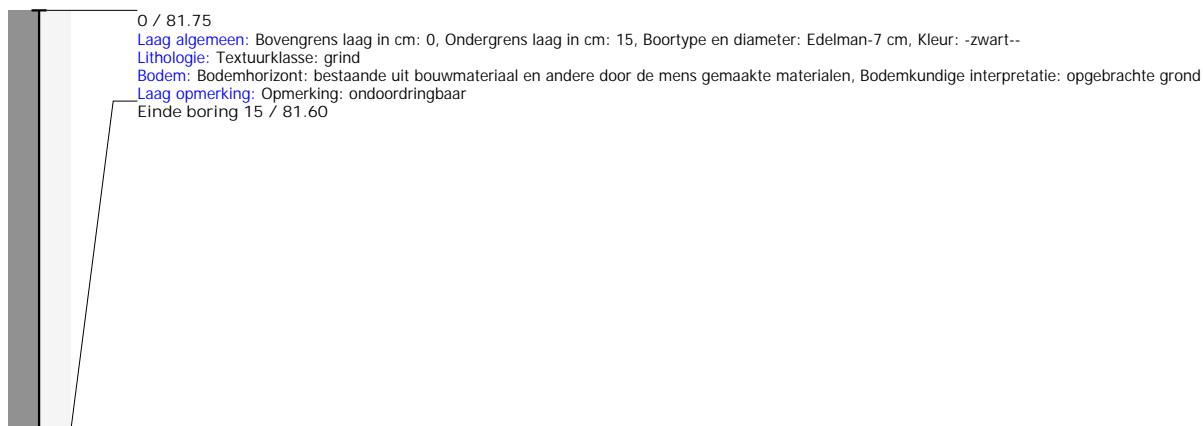 0 / 81.75
Laag algemeen: Bovengrens laag in cm: 0, Ondergrens laag in cm: 15, Boortype en diameter: Edelman-7 cm, Kleur: -zwart--
Lithologie: Textuurklasse: grind
Bodem: Bodemhorizont: bestaande uit bouwmateriaal en andere door de mens gemaakte materialen, Bodemkundige interpretatie: opgebrachte grond
Laag opmerking: Opmerking: ondoordringbaar
Einde boring 15 / 81.60